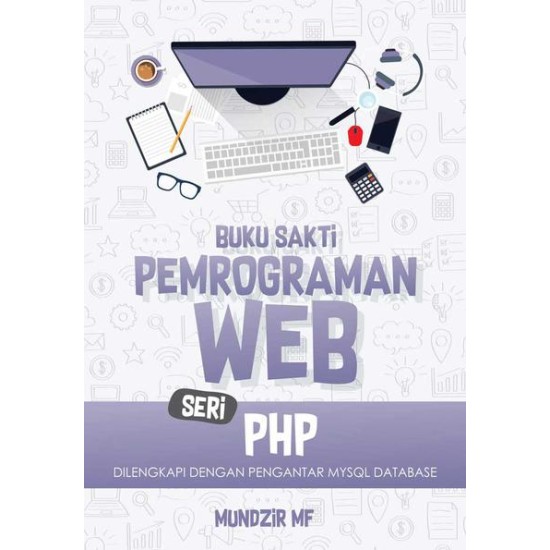 BUKU SAKTi
PEMROGRAMAN
WEB
SERi
PHP
DILENGKAPI DENGAN PENGANTAR MYSQL DATABASE
MUNDZiR MF